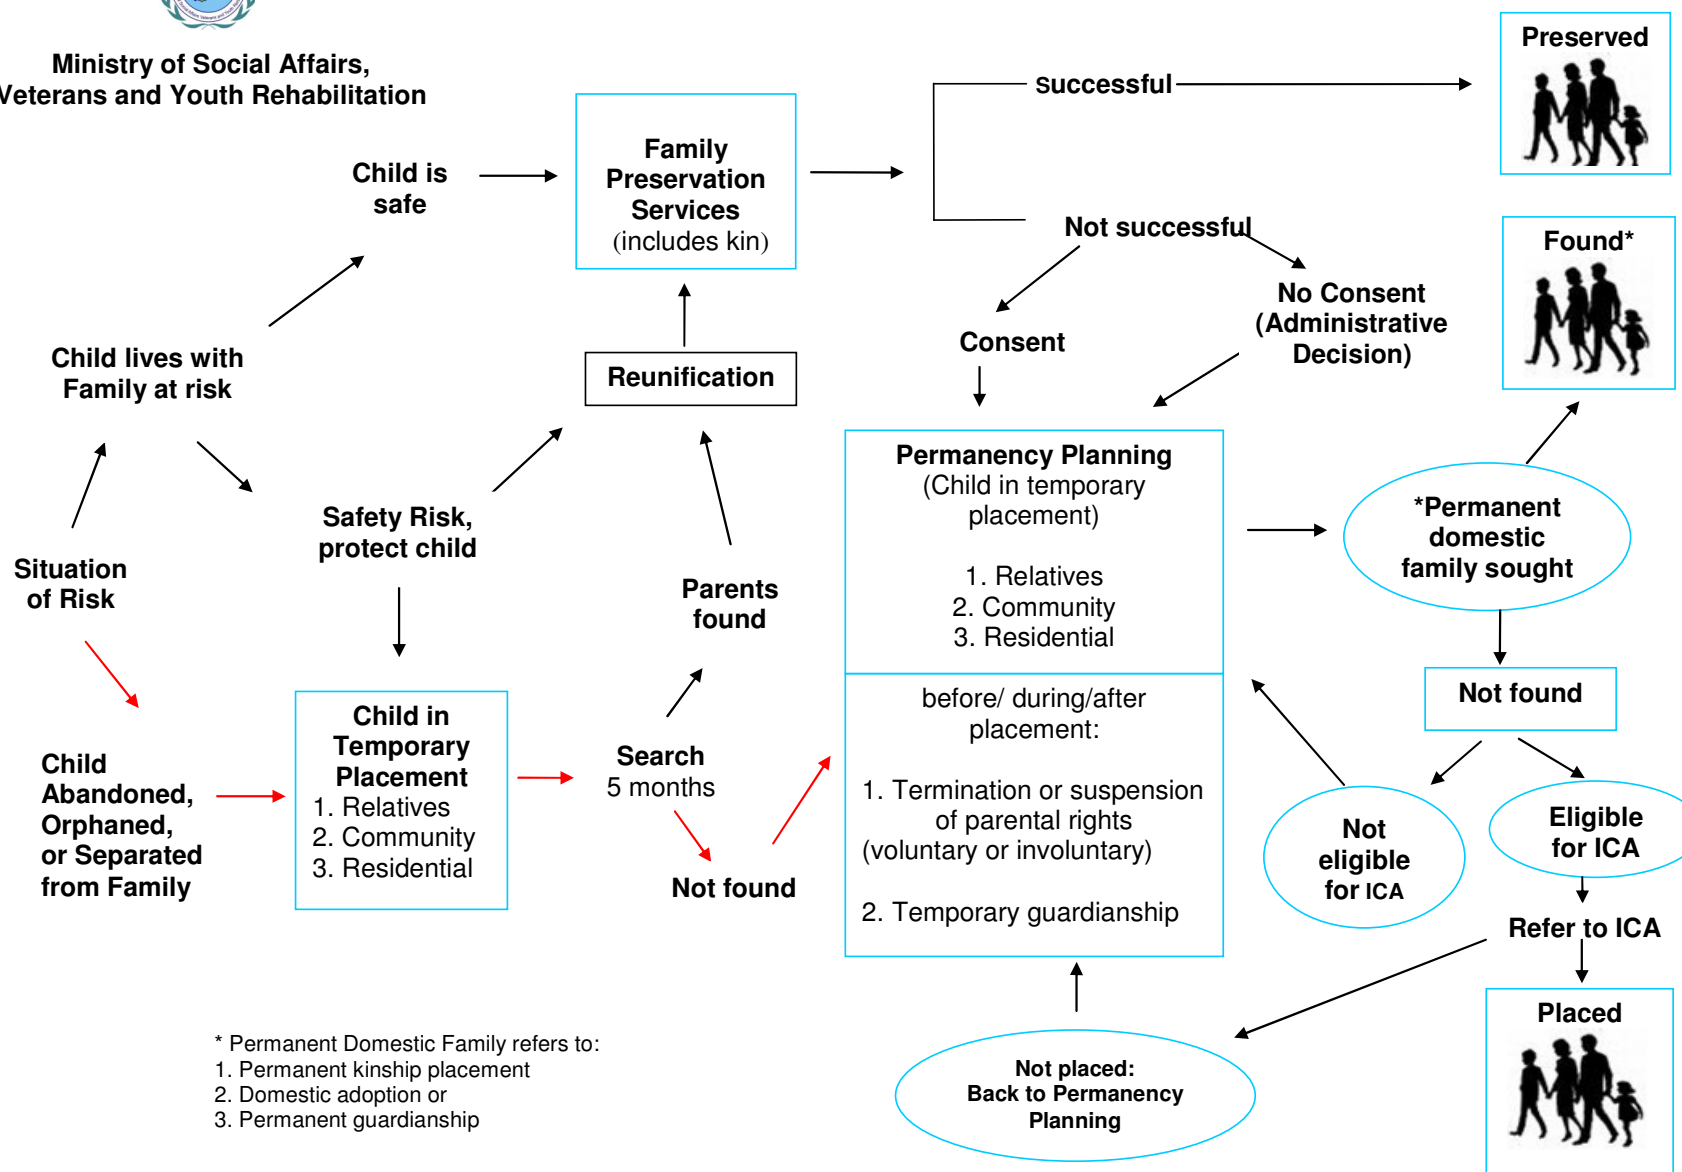 Ministry of Social Affairs,
Veterans and Youth Rehabilitation
Preserved
Successful
Family
Preservation
Services
(includes kin)
Child is
safe
Not successful
Found*
No Consent
(Administrative
Decision)
Consent
Child lives with
Family at risk
Reunification
Permanency Planning
(Child in temporary
placement)
1. Relatives
2. Community
3. Residential
*Permanent
domestic
family sought
Safety Risk,
protect child
Situation
of Risk
Parents
found
Not found
before/ during/after
placement:
1. Termination or suspension
of parental rights
(voluntary or involuntary)
2. Temporary guardianship
Child in
Temporary
Placement
1. Relatives
2. Community
3. Residential
Search
5 months
Child
Abandoned,
Orphaned,
or Separated
from Family
Not found
Not
eligible
for ICA
Eligible
for ICA
Refer to ICA
Placed
Not placed:
Back to Permanency
Planning
* Permanent Domestic Family refers to:
1. Permanent kinship placement
2. Domestic adoption or
3. Permanent guardianship